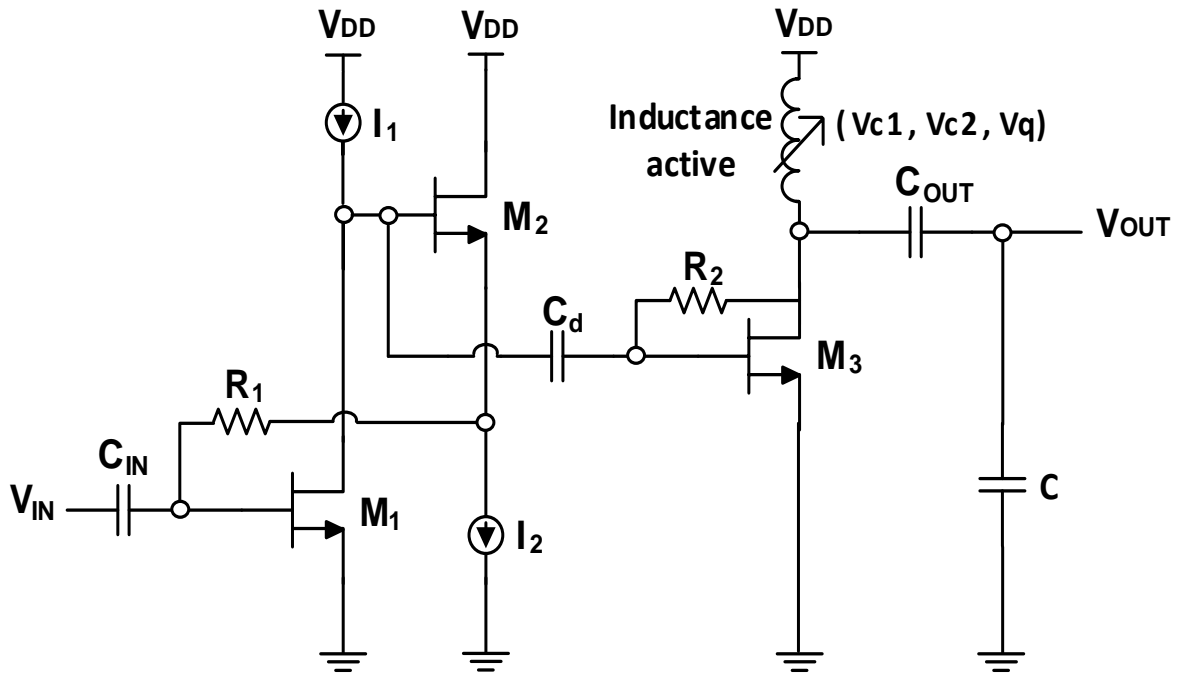 VDD
VDD
VDD
I1
Inductance
active
( Vc1 , Vc2 , Vq)
COUT
M2
VOUT
R2
Cd
M3
R1
CIN
VIN
M1
I2
C